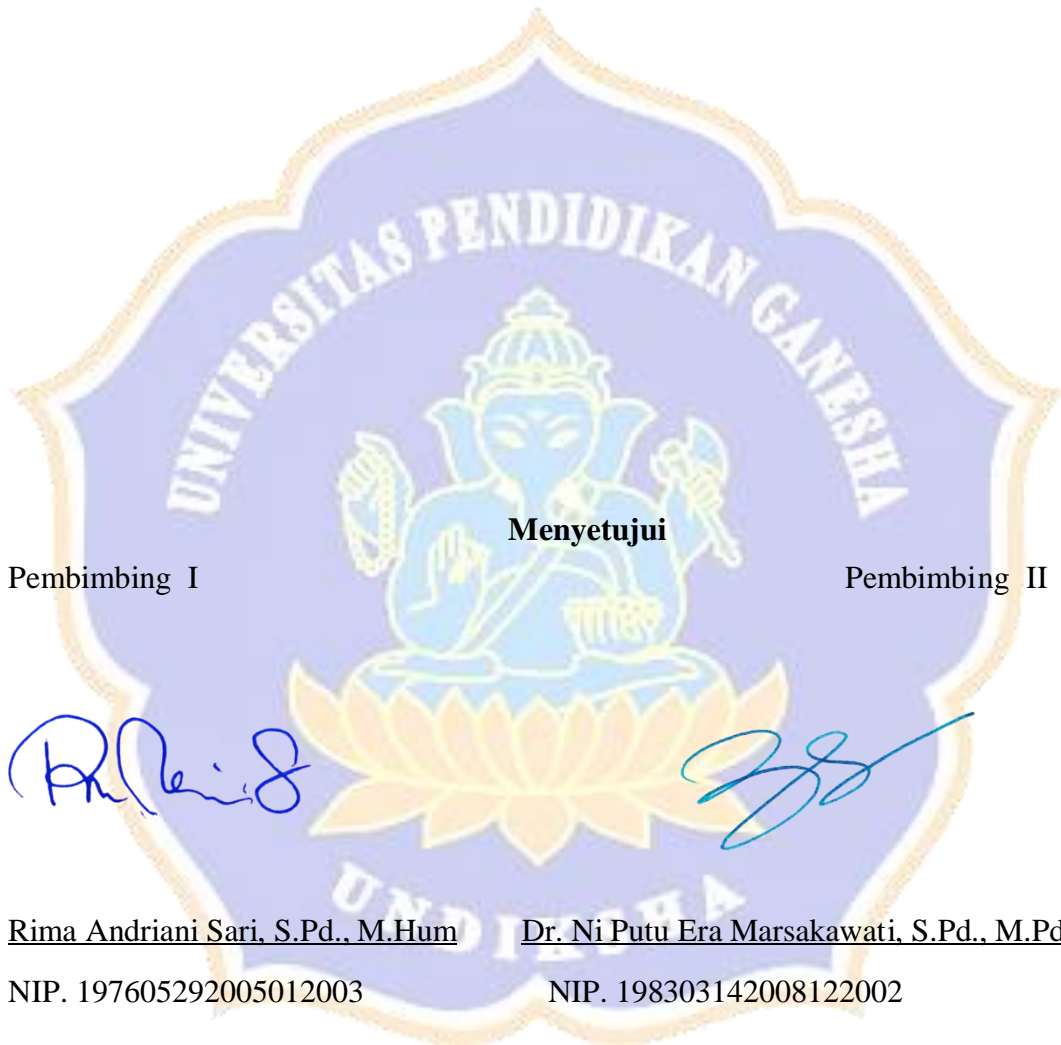 UNIVERSITAS PENDIDIKAN GANESHA
Menyetujui
Pembimbing I Pembimbing II
UNDIKSHA
Rima Andriani Sari, S.Pd., M.Hum Dr. Ni Putu Era Marsakawati, S.Pd., M.Pd
NIP. 197605292005012003 NIP. 198303142008122002